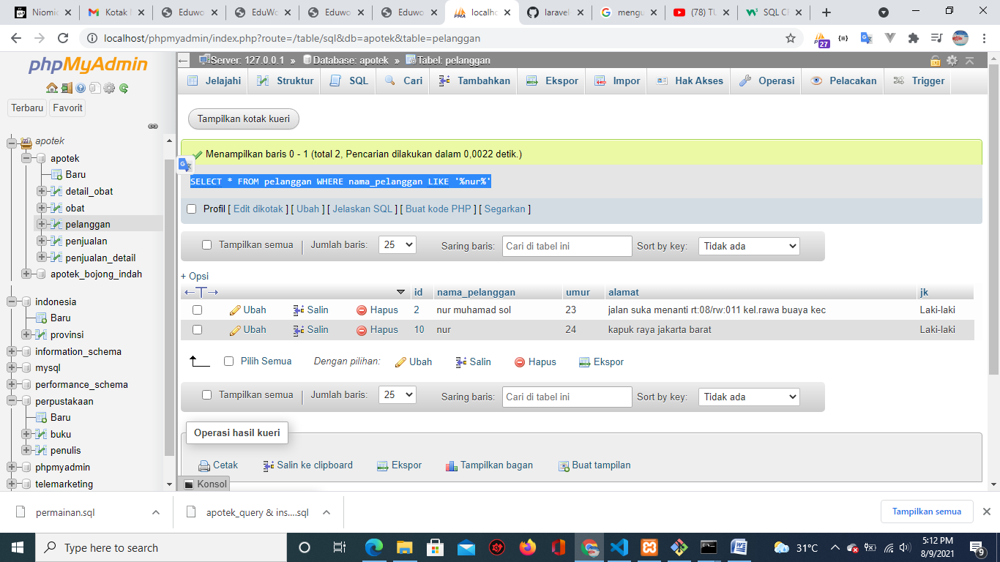 Niomic
Kotak M
Eduwo
EduWo
Eduwo
Eduwo
localho
laravel-
mengu
(78) TU
SQL Cl
localhost/phpmyadmin/index.php?route=/table/sql&db=apotek&table=pelanggan
27
phpMyAdmin
Terbaru Favorit
apotek
apotek
Baru
detail_obat
obat
pelanggan
penjualan
penjualan_detail
apotek_bojong_indah
indonesia
Baru
provinsi
information_schema
mysql
performance_schema
perpustakaan
Baru
buku
penulis
phpmyadmin
telemarketing
Server: 127.0.0.1 » Database: apotek » Tabel: pelanggan
Jelajahi Struktur SQL Cari Tambahkan Ekspor Impor Hak Akses Operasi Pelacakan Trigger
Tampilkan kotak kueri
Menampilkan baris 0 - 1 (total 2, Pencarian dilakukan dalam 0,0022 detik.)
SELECT * FROM pelanggan WHERE nama_pelanggan LIKE '%nur%'
Profil [ Edit dikotak ] [ Ubah ] [ Jelaskan SQL ] [ Buat kode PHP ] [ Segarkan ]
Tampilkan semua | Jumlah baris: 25 Saring baris: Cari di tabel ini Sort by key: Tidak ada
+ Opsi
←T→ id nama_pelanggan umur alamat jk
Ubah Salin Hapus 2 nur muhamad sol 23 jalan suka menanti rt:08/rw:011 kel.rawa buaya kec Laki-laki
Ubah Salin Hapus 10 nur 24 kapuk raya jakarta barat Laki-laki
Pilih Semua Dengan pilihan: Ubah Salin Hapus Ekspor
Tampilkan semua | Jumlah baris: 25 Saring baris: Cari di tabel ini Sort by key: Tidak ada
Operasi hasil kueri
Cetak Salin ke clipboard Ekspor Tampilkan bagan Buat tampilan
Konsol
permainan.sql
apotek_query & ins....sql
Tampilkan semua
Type here to search
31°C
5:12 PM
8/9/2021
9